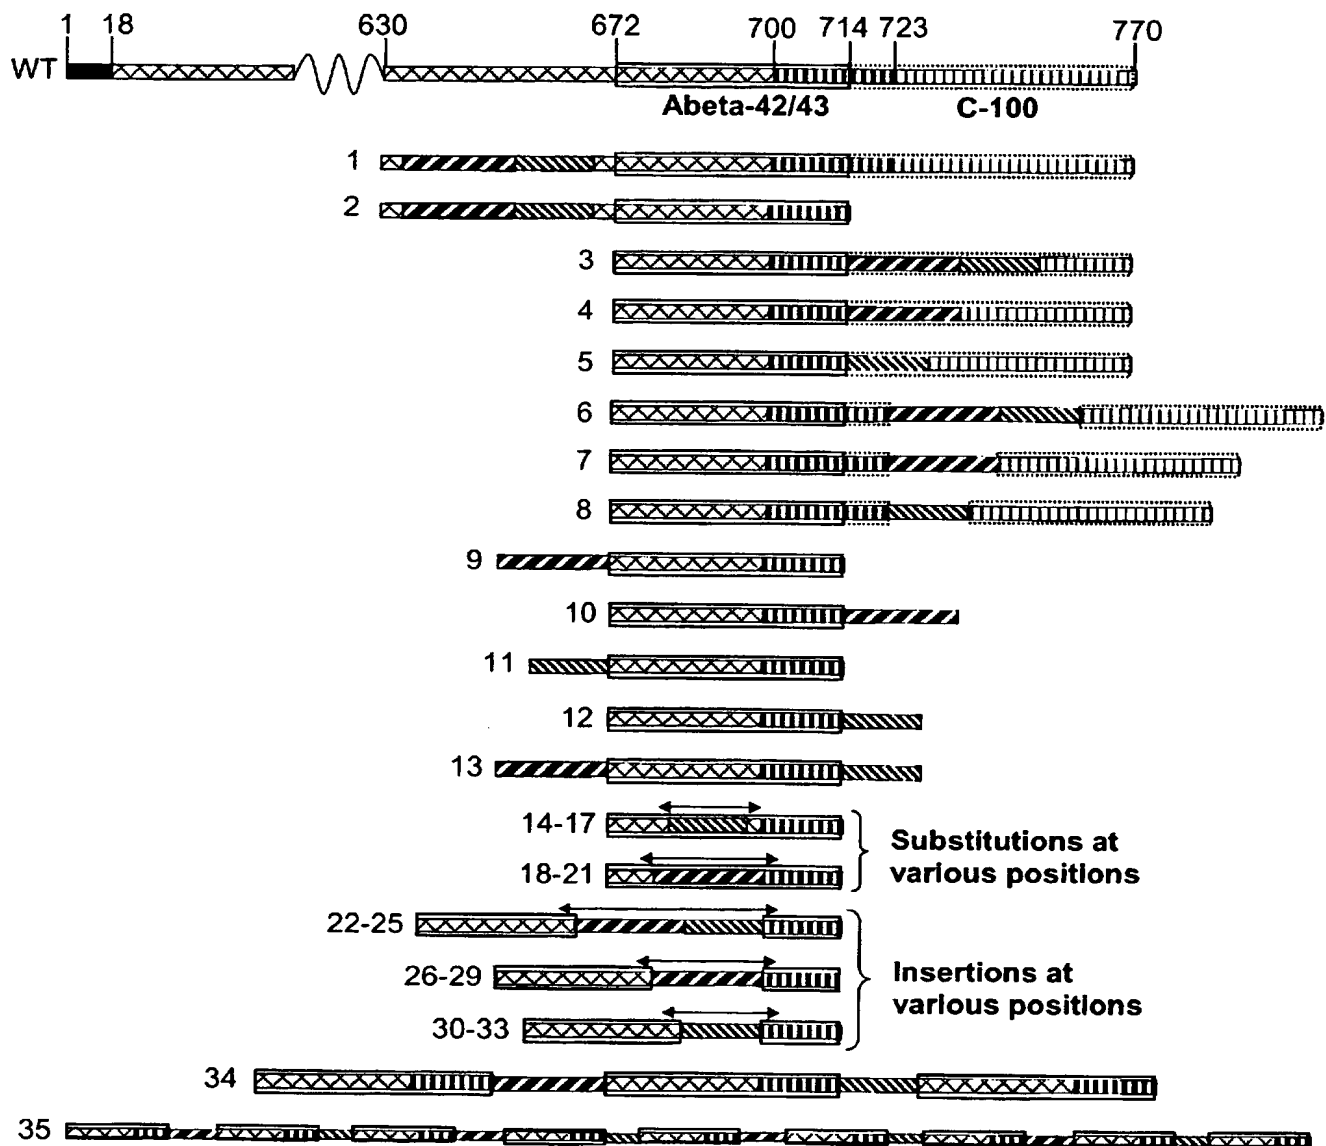 1 18 630 672 700 714 723 770
WT
Abeta-42/43 C-100
1
2
3
4
5
6
7
8
9
10
11
12
13
14-17
18-21
Substitutions at
various positions
22-25
26-29
30-33
Insertions at
various positions
34
35